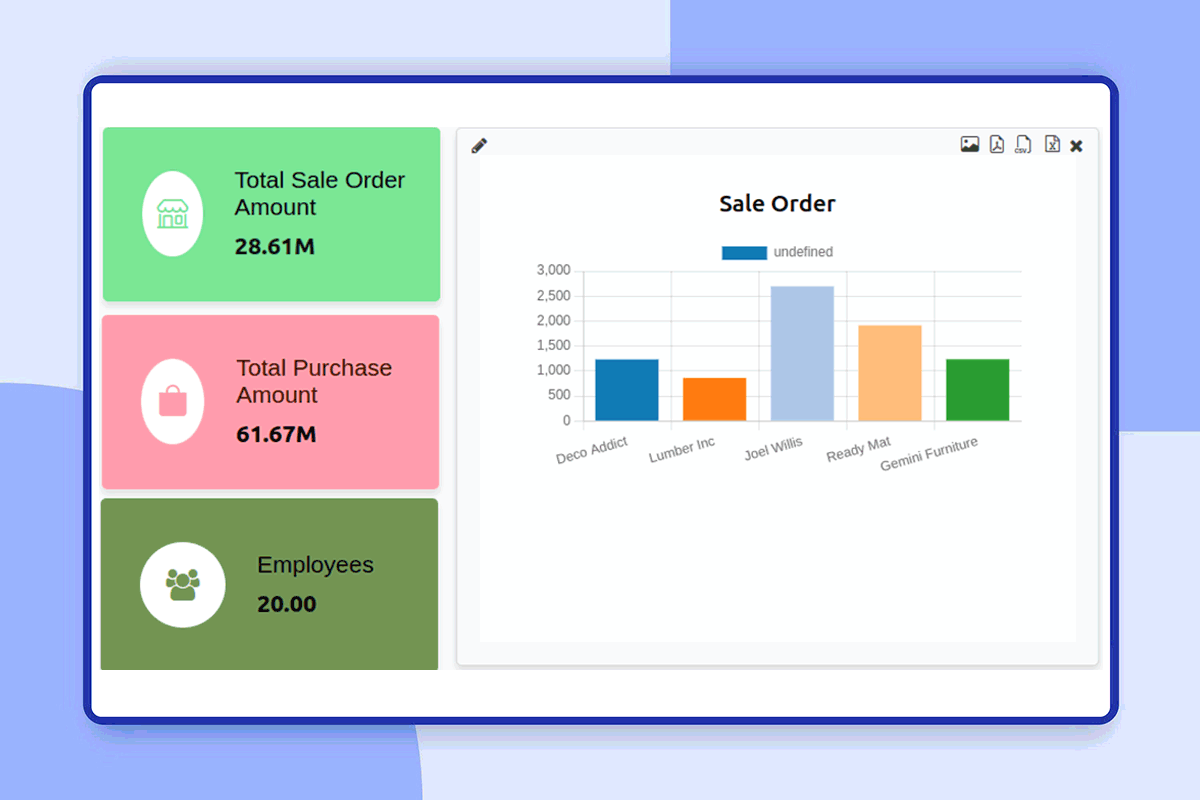 Total Sale Order
Amount
28.61M
Total Purchase
Amount
61.67M
Employees
20.00
CSV
Sale Order
undefined
3,000
2,500
2,000
1,500
1,000
500
0
Deco Addict
Lumber Inc
Joel Willis
Ready Mat
Gemini Furniture